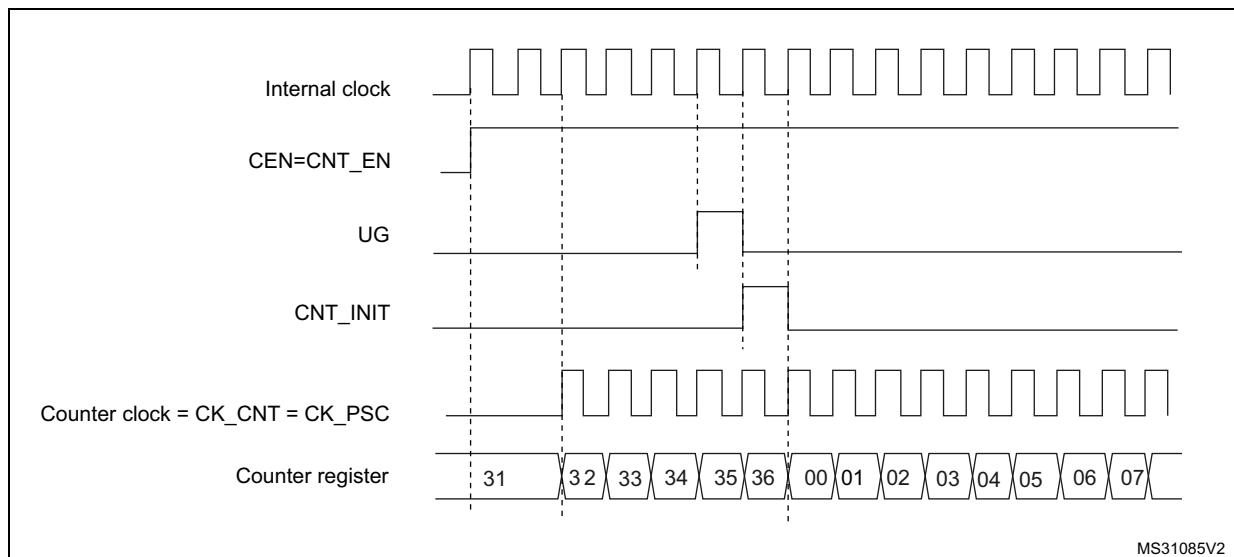 Internal clock
CEN=CNT_EN
UG
CNT_INIT
Counter clock = CK_CNT = CK_PSC
Counter register 31 32 33 34 35 36 00 01 02 03 04 05 06 07
MS31085V2